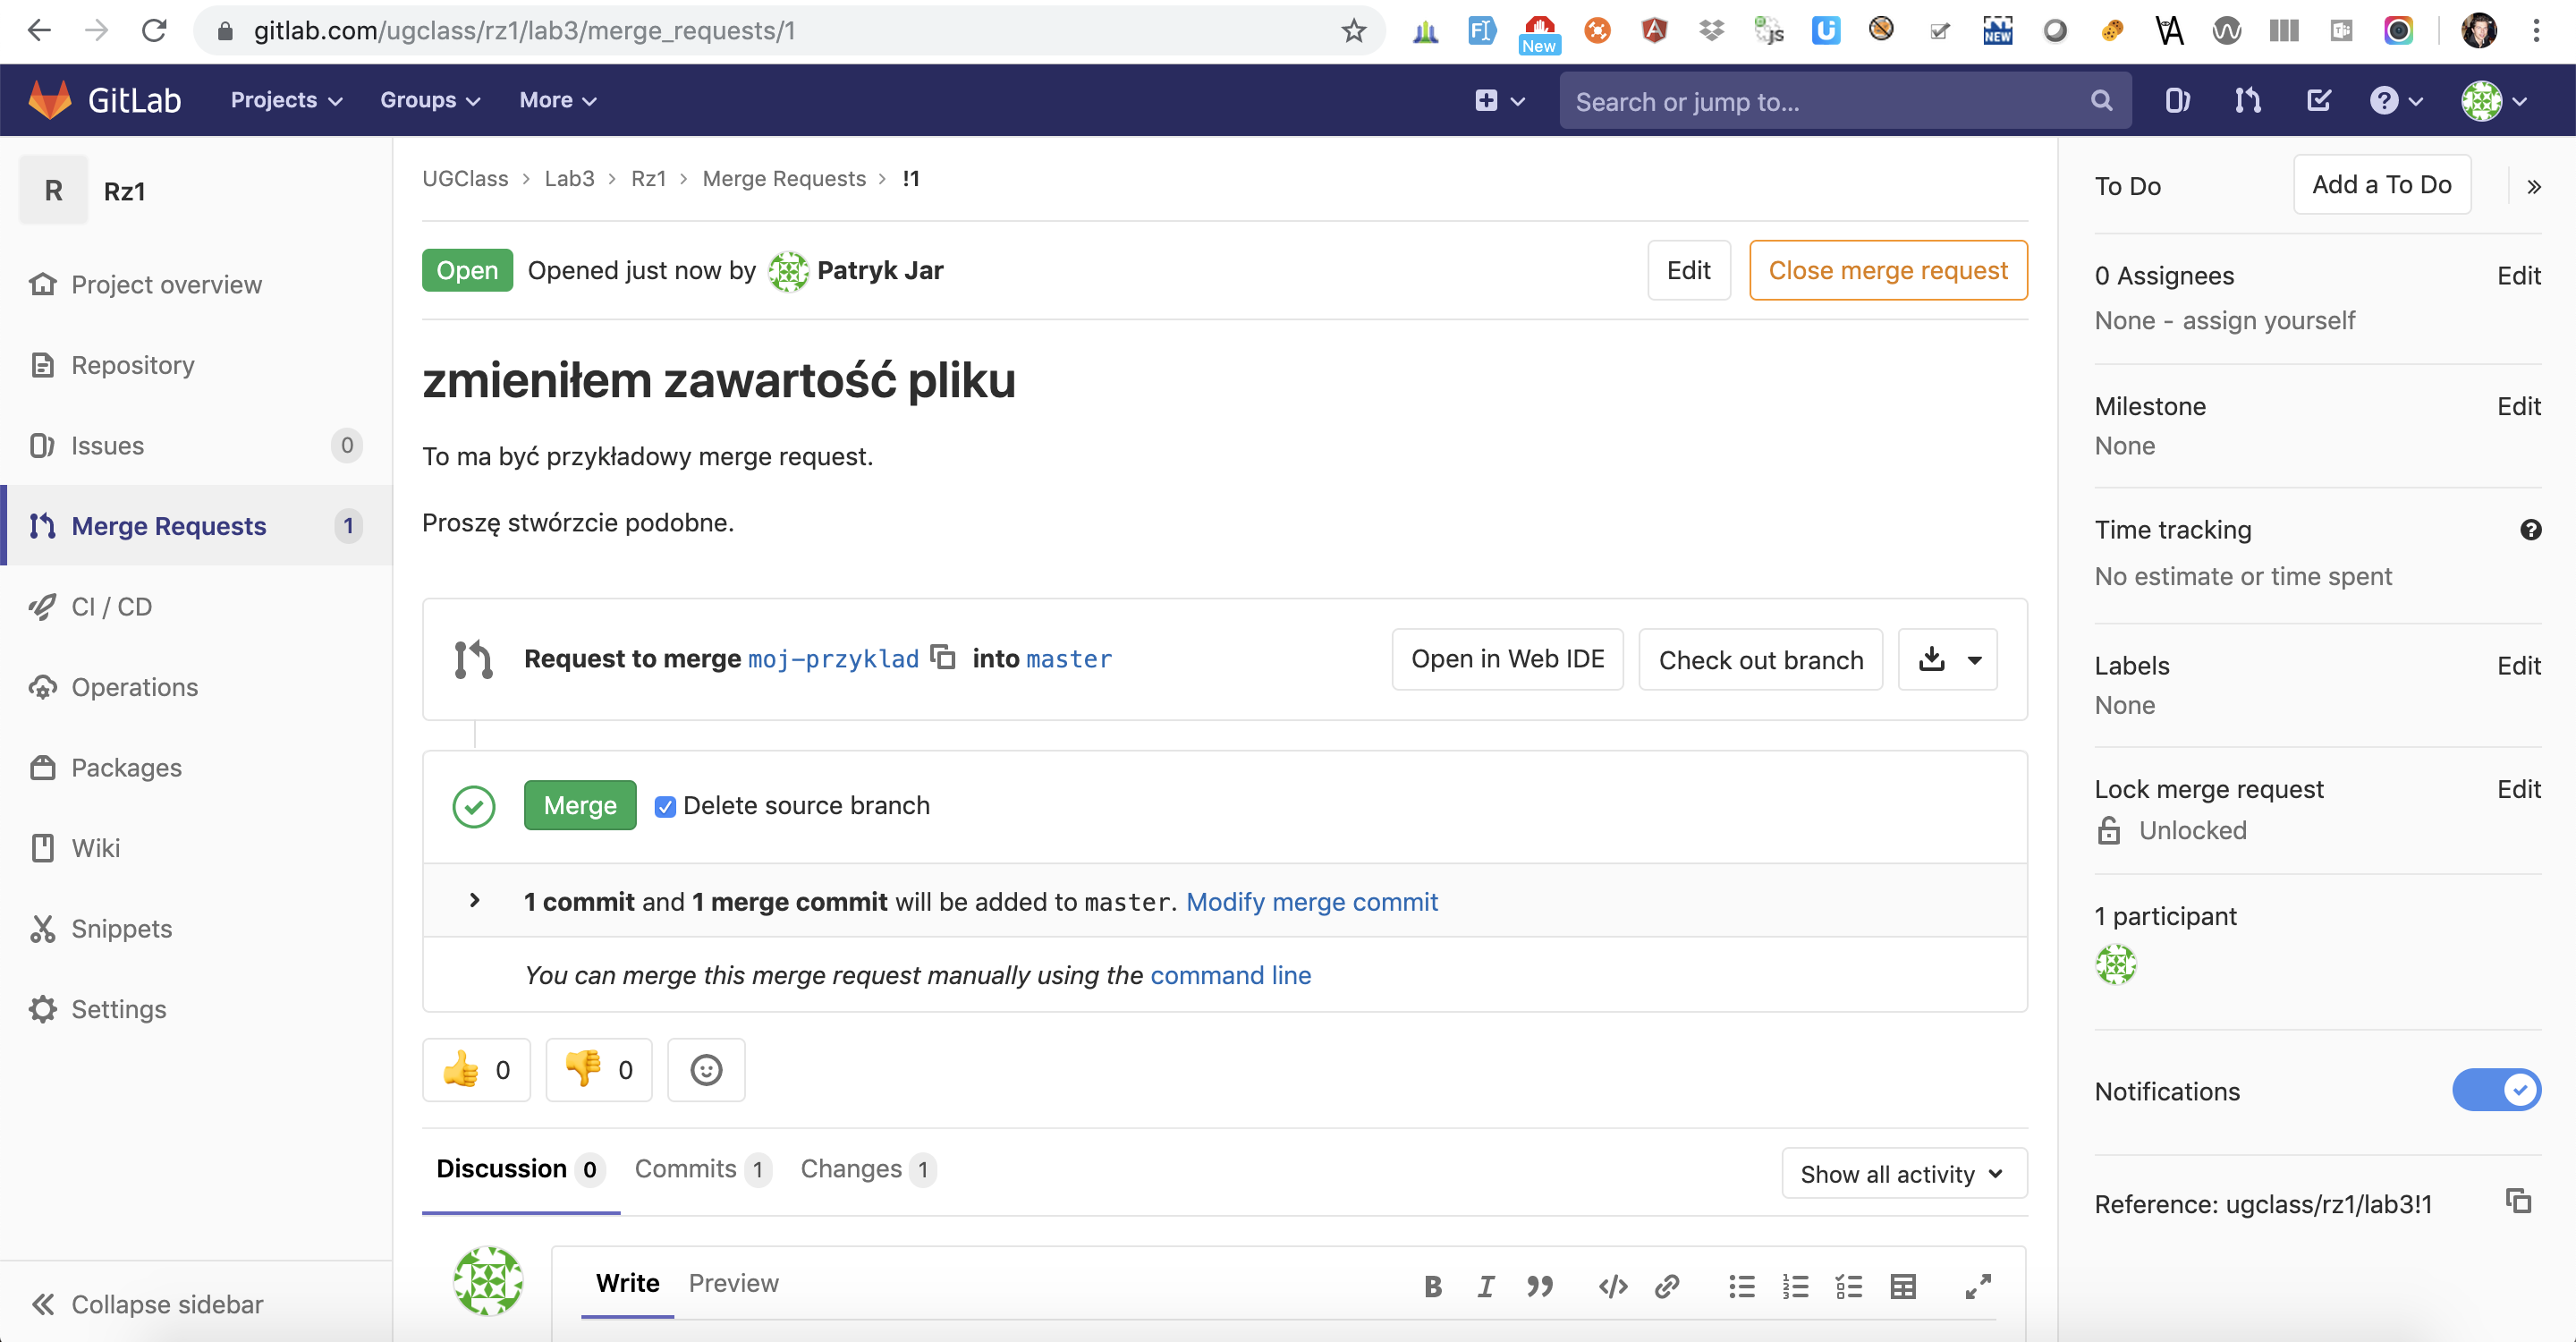 gitlab.com/ugclass/rz1/lab3/merge_requests/1
New
NEW
GitLab Projects Groups More Search or jump to...
R Rz1
Project overview
Repository
Issues 0
Merge Requests 1
CI / CD
Operations
Packages
Wiki
Snippets
Settings
Collapse sidebar
UGClass > Lab3 > Rz1 > Merge Requests > !1
Open Opened just now by Patryk Jar Edit Close merge request
zmieniłem zawartość pliku
To ma być przykładowy merge request.
Proszę stwórzcie podobne.
Request to merge moj-przyklad into master Open in Web IDE Check out branch
Merge Delete source branch
1 commit and 1 merge commit will be added to master. Modify merge commit
You can merge this merge request manually using the command line
👍 0 👎 0
Discussion 0 Commits 1 Changes 1 Show all activity
Write Preview B I
To Do Add a To Do
0 Assignees Edit
None - assign yourself
Milestone Edit
None
Time tracking
No estimate or time spent
Labels Edit
None
Lock merge request Edit
Unlocked
1 participant
Notifications
Reference: ugclass/rz1/lab3!1